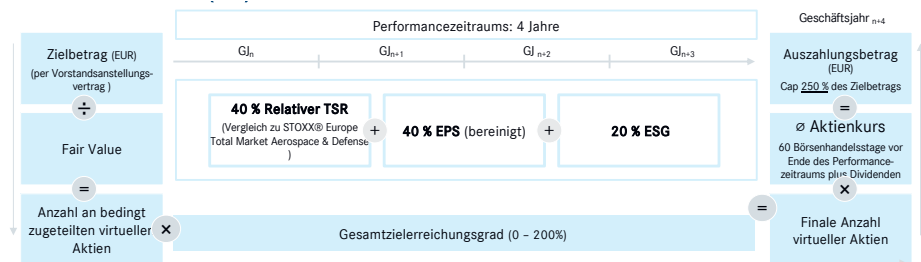 Performancezeitraums: 4 Jahre
Geschäftsjahr n+4
GJn
GJn+1
GJn+2
GJn+3
Zielbetrag (EUR)
(per Vorstandsanstellungs-
vertrag )
÷
Fair Value
=
Anzahl an bedingt
zugeteilten virtueller
Aktien
×
40 % Relativer TSR
(Vergleich zu STOXX® Europe
Total Market Aerospace & Defense
)
+
40 % EPS (bereinigt)
+
20 % ESG
Gesamtzielerreichungsgrad (0 – 200%)
=
Auszahlungsbetrag
(EUR)
Cap 250 % des Zielbetrags
=
⌀ Aktienkurs
60 Börsenhandelsstage vor
Ende des Performance-
zeitraums plus Dividenden
×
Finale Anzahl
virtueller Aktien